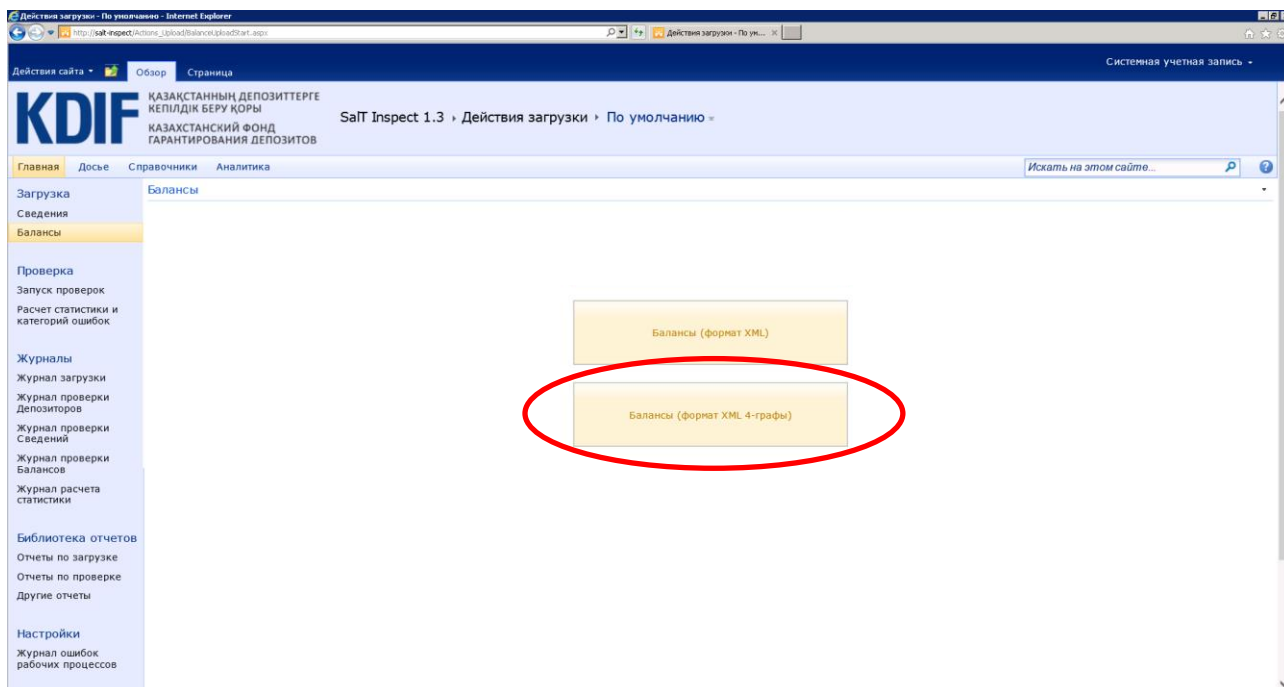 Действия загрузки - По умолчанию - Internet Explorer
http://salt-inspect/Actions_Upload/BalanceUploadStart.aspx
Действия загрузки - По ум...
Действия сайта
Обзор
Страница
Системная учетная запись
KDIF
ҚАЗАҚСТАННЫҢ ДЕПОЗИТТЕРГЕ
КЕПІЛДІК БЕРУ ҚОРЫ
КАЗАХСТАНСКИЙ ФОНД
ГАРАНТИРОВАНИЯ ДЕПОЗИТОВ
SalT Inspect 1.3 › Действия загрузки › По умолчанию
Главная
Досье
Справочники
Аналитика
Искать на этом сайте...
Загрузка
Сведения
Балансы
Проверка
Запуск проверок
Расчет статистики и
категорий ошибок
Журналы
Журнал загрузки
Журнал проверки
Депозиторов
Журнал проверки
Сведений
Журнал проверки
Балансов
Журнал расчета
статистики
Библиотека отчетов
Отчеты по загрузке
Отчеты по проверке
Другие отчеты
Настройки
Журнал ошибок
рабочих процессов
Балансы
Балансы (формат XML)
Балансы (формат XML 4-графы)